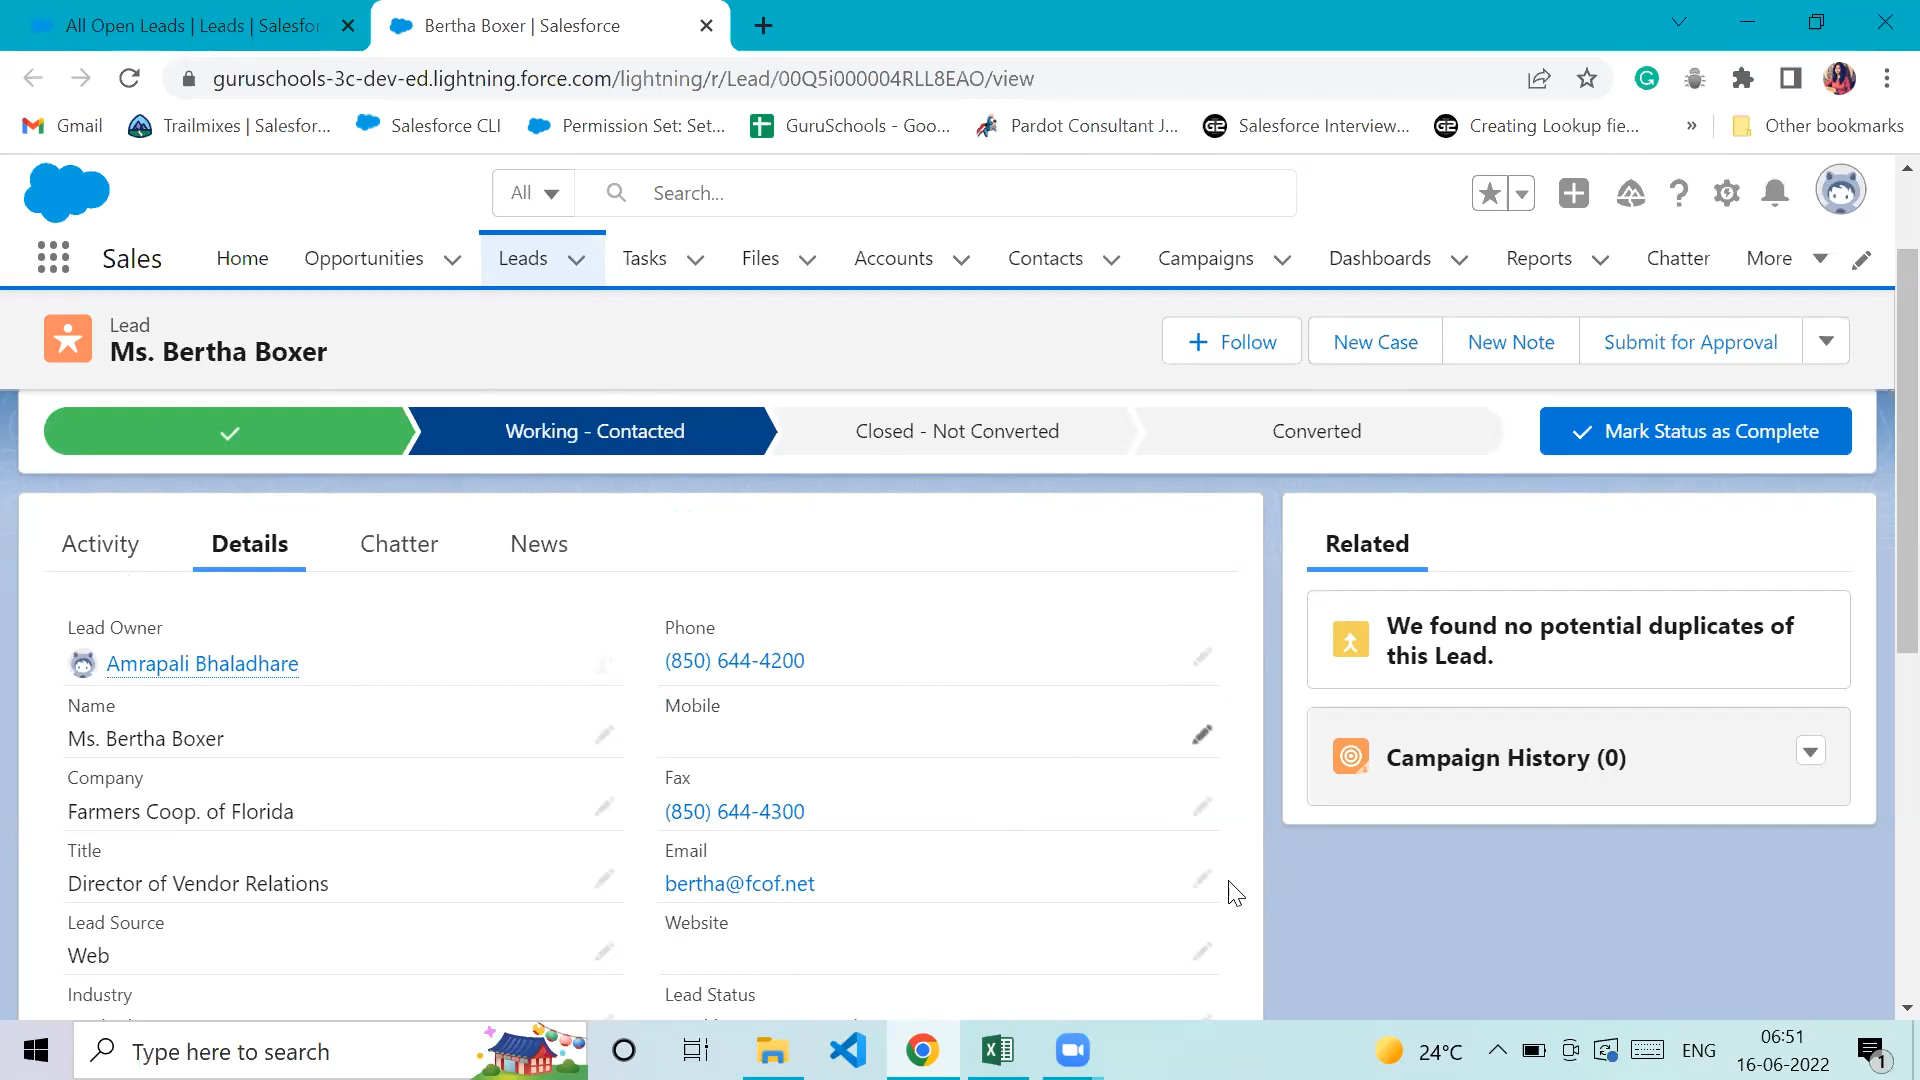 All Open Leads | Leads | Salesfor
Bertha Boxer | Salesforce
guruschools-3c-dev-ed.lightning.force.com/lightning/r/Lead/00Q5i000004RLL8EAO/view
Gmail
Trailmixes | Salesfor...
Salesforce CLI
Permission Set: Set...
GuruSchools - Goo...
Pardot Consultant J...
Salesforce Interview...
Creating Lookup fie...
»
Other bookmarks
All
Search...
Sales
Home
Opportunities
Leads
Tasks
Files
Accounts
Contacts
Campaigns
Dashboards
Reports
Chatter
More
Lead
Ms. Bertha Boxer
Follow
New Case
New Note
Submit for Approval
Working - Contacted
Closed - Not Converted
Converted
Mark Status as Complete
Activity
Details
Chatter
News
Related
We found no potential duplicates of
this Lead.
Campaign History (0)
Lead Owner
Amrapali Bhaladhare
Phone
(850) 644-4200
Name
Ms. Bertha Boxer
Mobile
Company
Farmers Coop. of Florida
Fax
(850) 644-4300
Title
Director of Vendor Relations
Email
bertha@fcof.net
Lead Source
Web
Website
Industry
Lead Status
Type here to search
24°C
ENG
06:51
16-06-2022
1